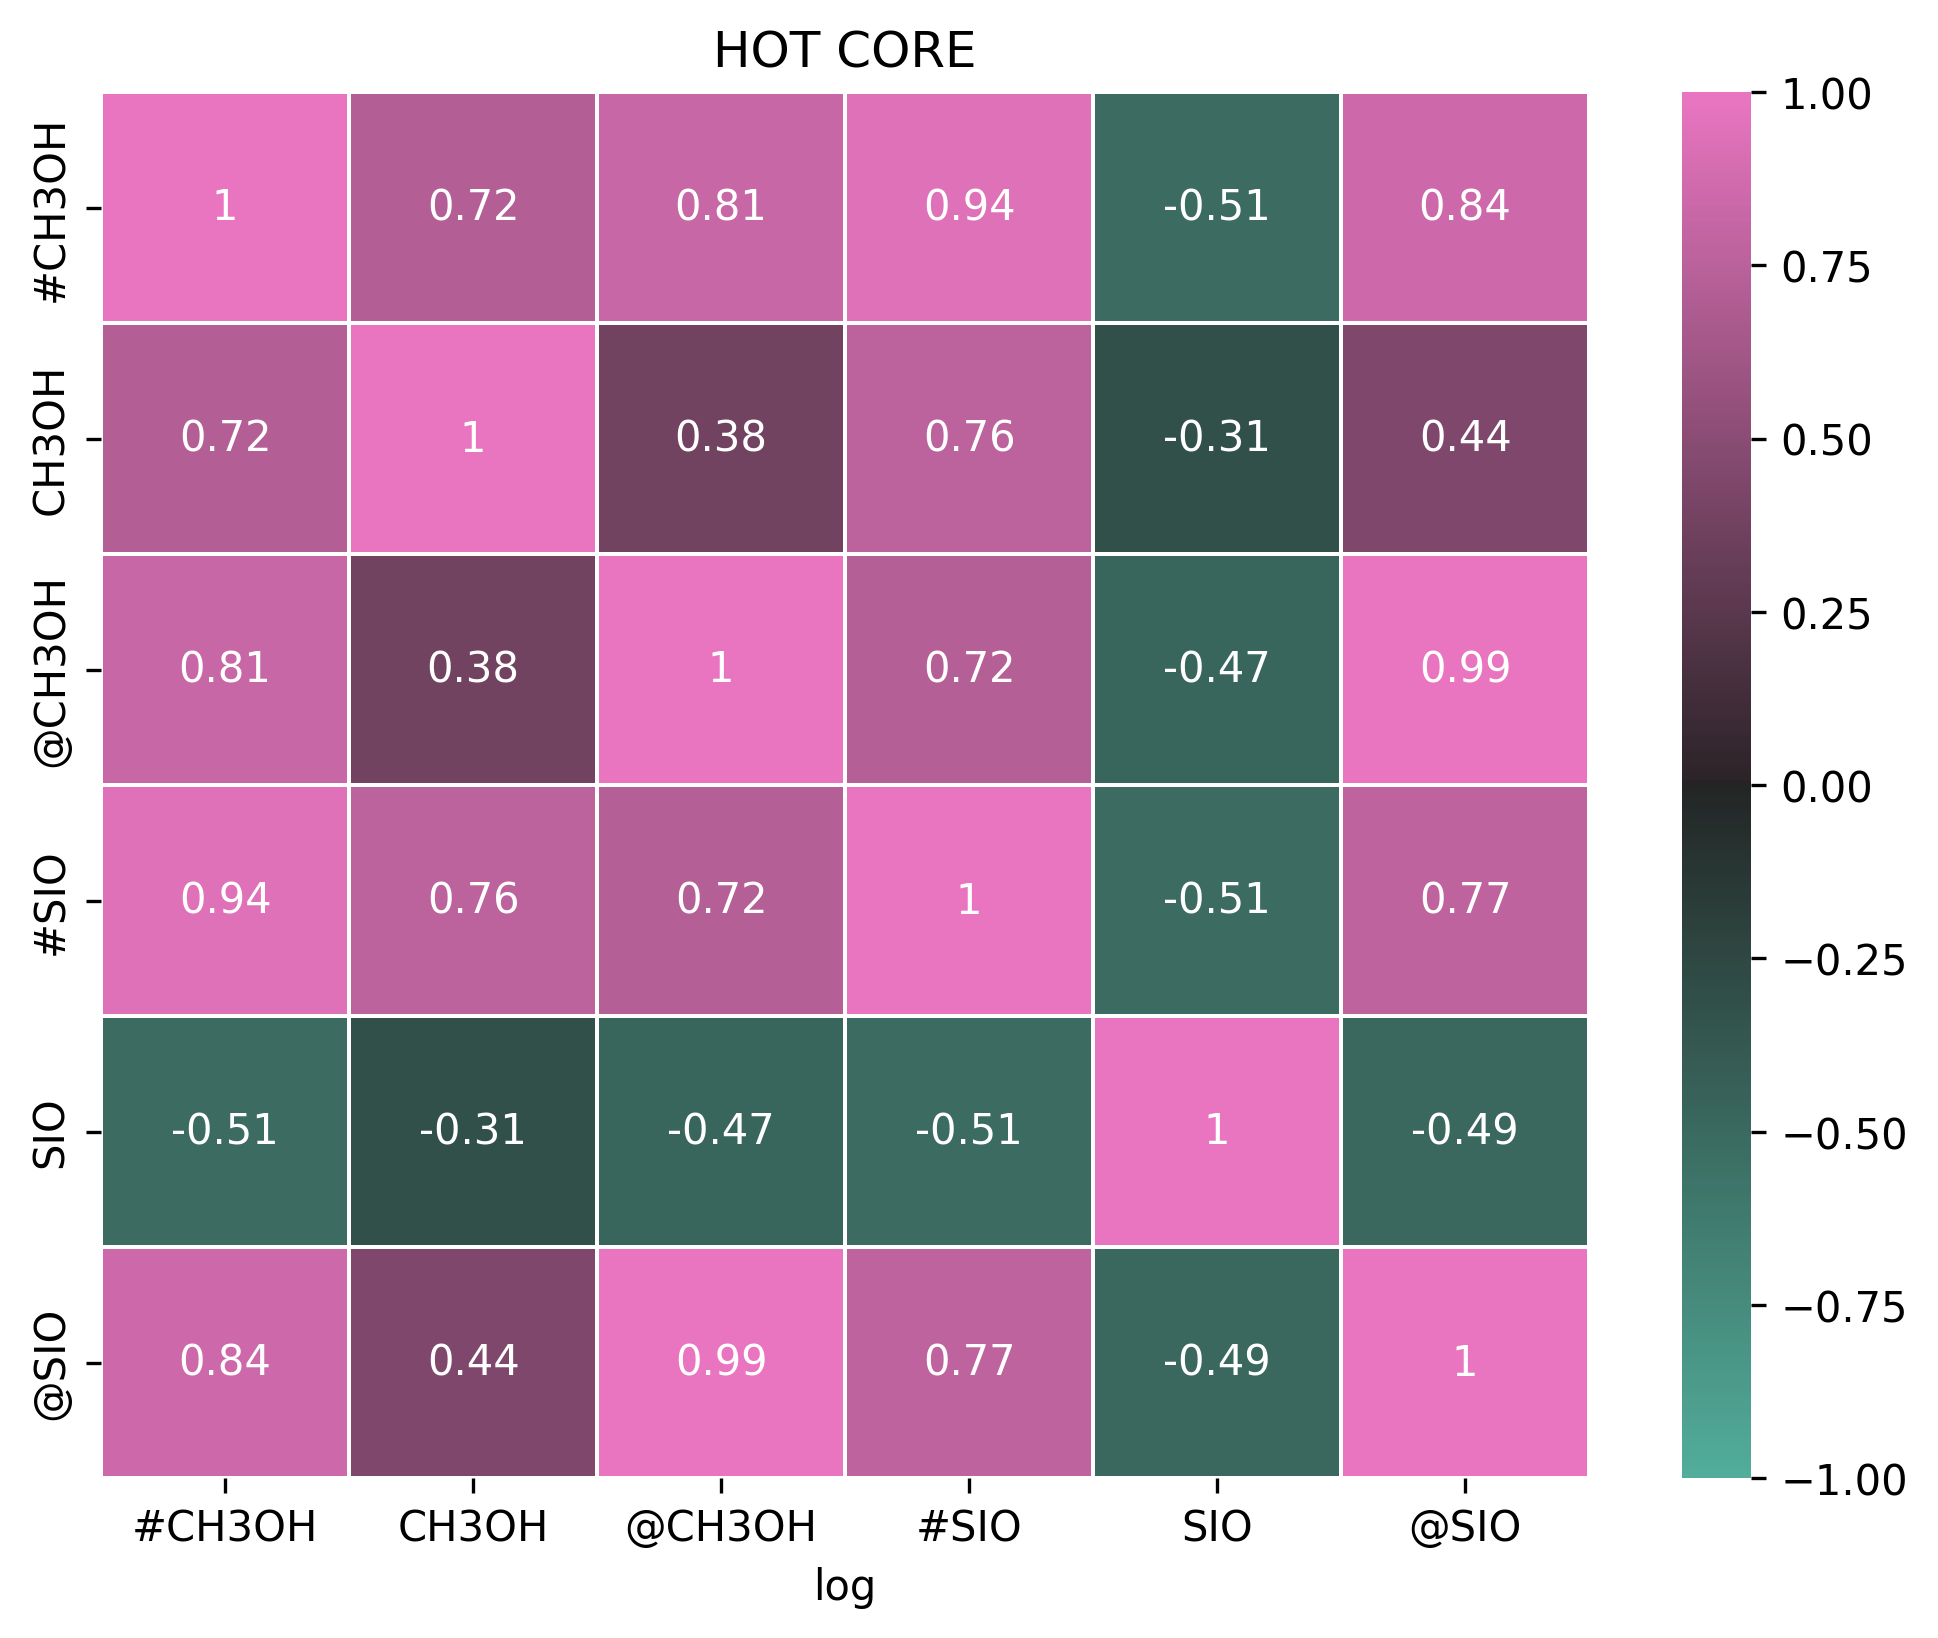 HOT CORE
#CH3OH 1 0.72 0.81 0.94 -0.51 0.84
CH3OH 0.72 1 0.38 0.76 -0.31 0.44
@CH3OH 0.81 0.38 1 0.72 -0.47 0.99
#SIO 0.94 0.76 0.72 1 -0.51 0.77
SIO -0.51 -0.31 -0.47 -0.51 1 -0.49
@SIO 0.84 0.44 0.99 0.77 -0.49 1
#CH3OH CH3OH @CH3OH #SIO SIO @SIO
log
1.00
0.75
0.50
0.25
0.00
−0.25
−0.50
−0.75
−1.00